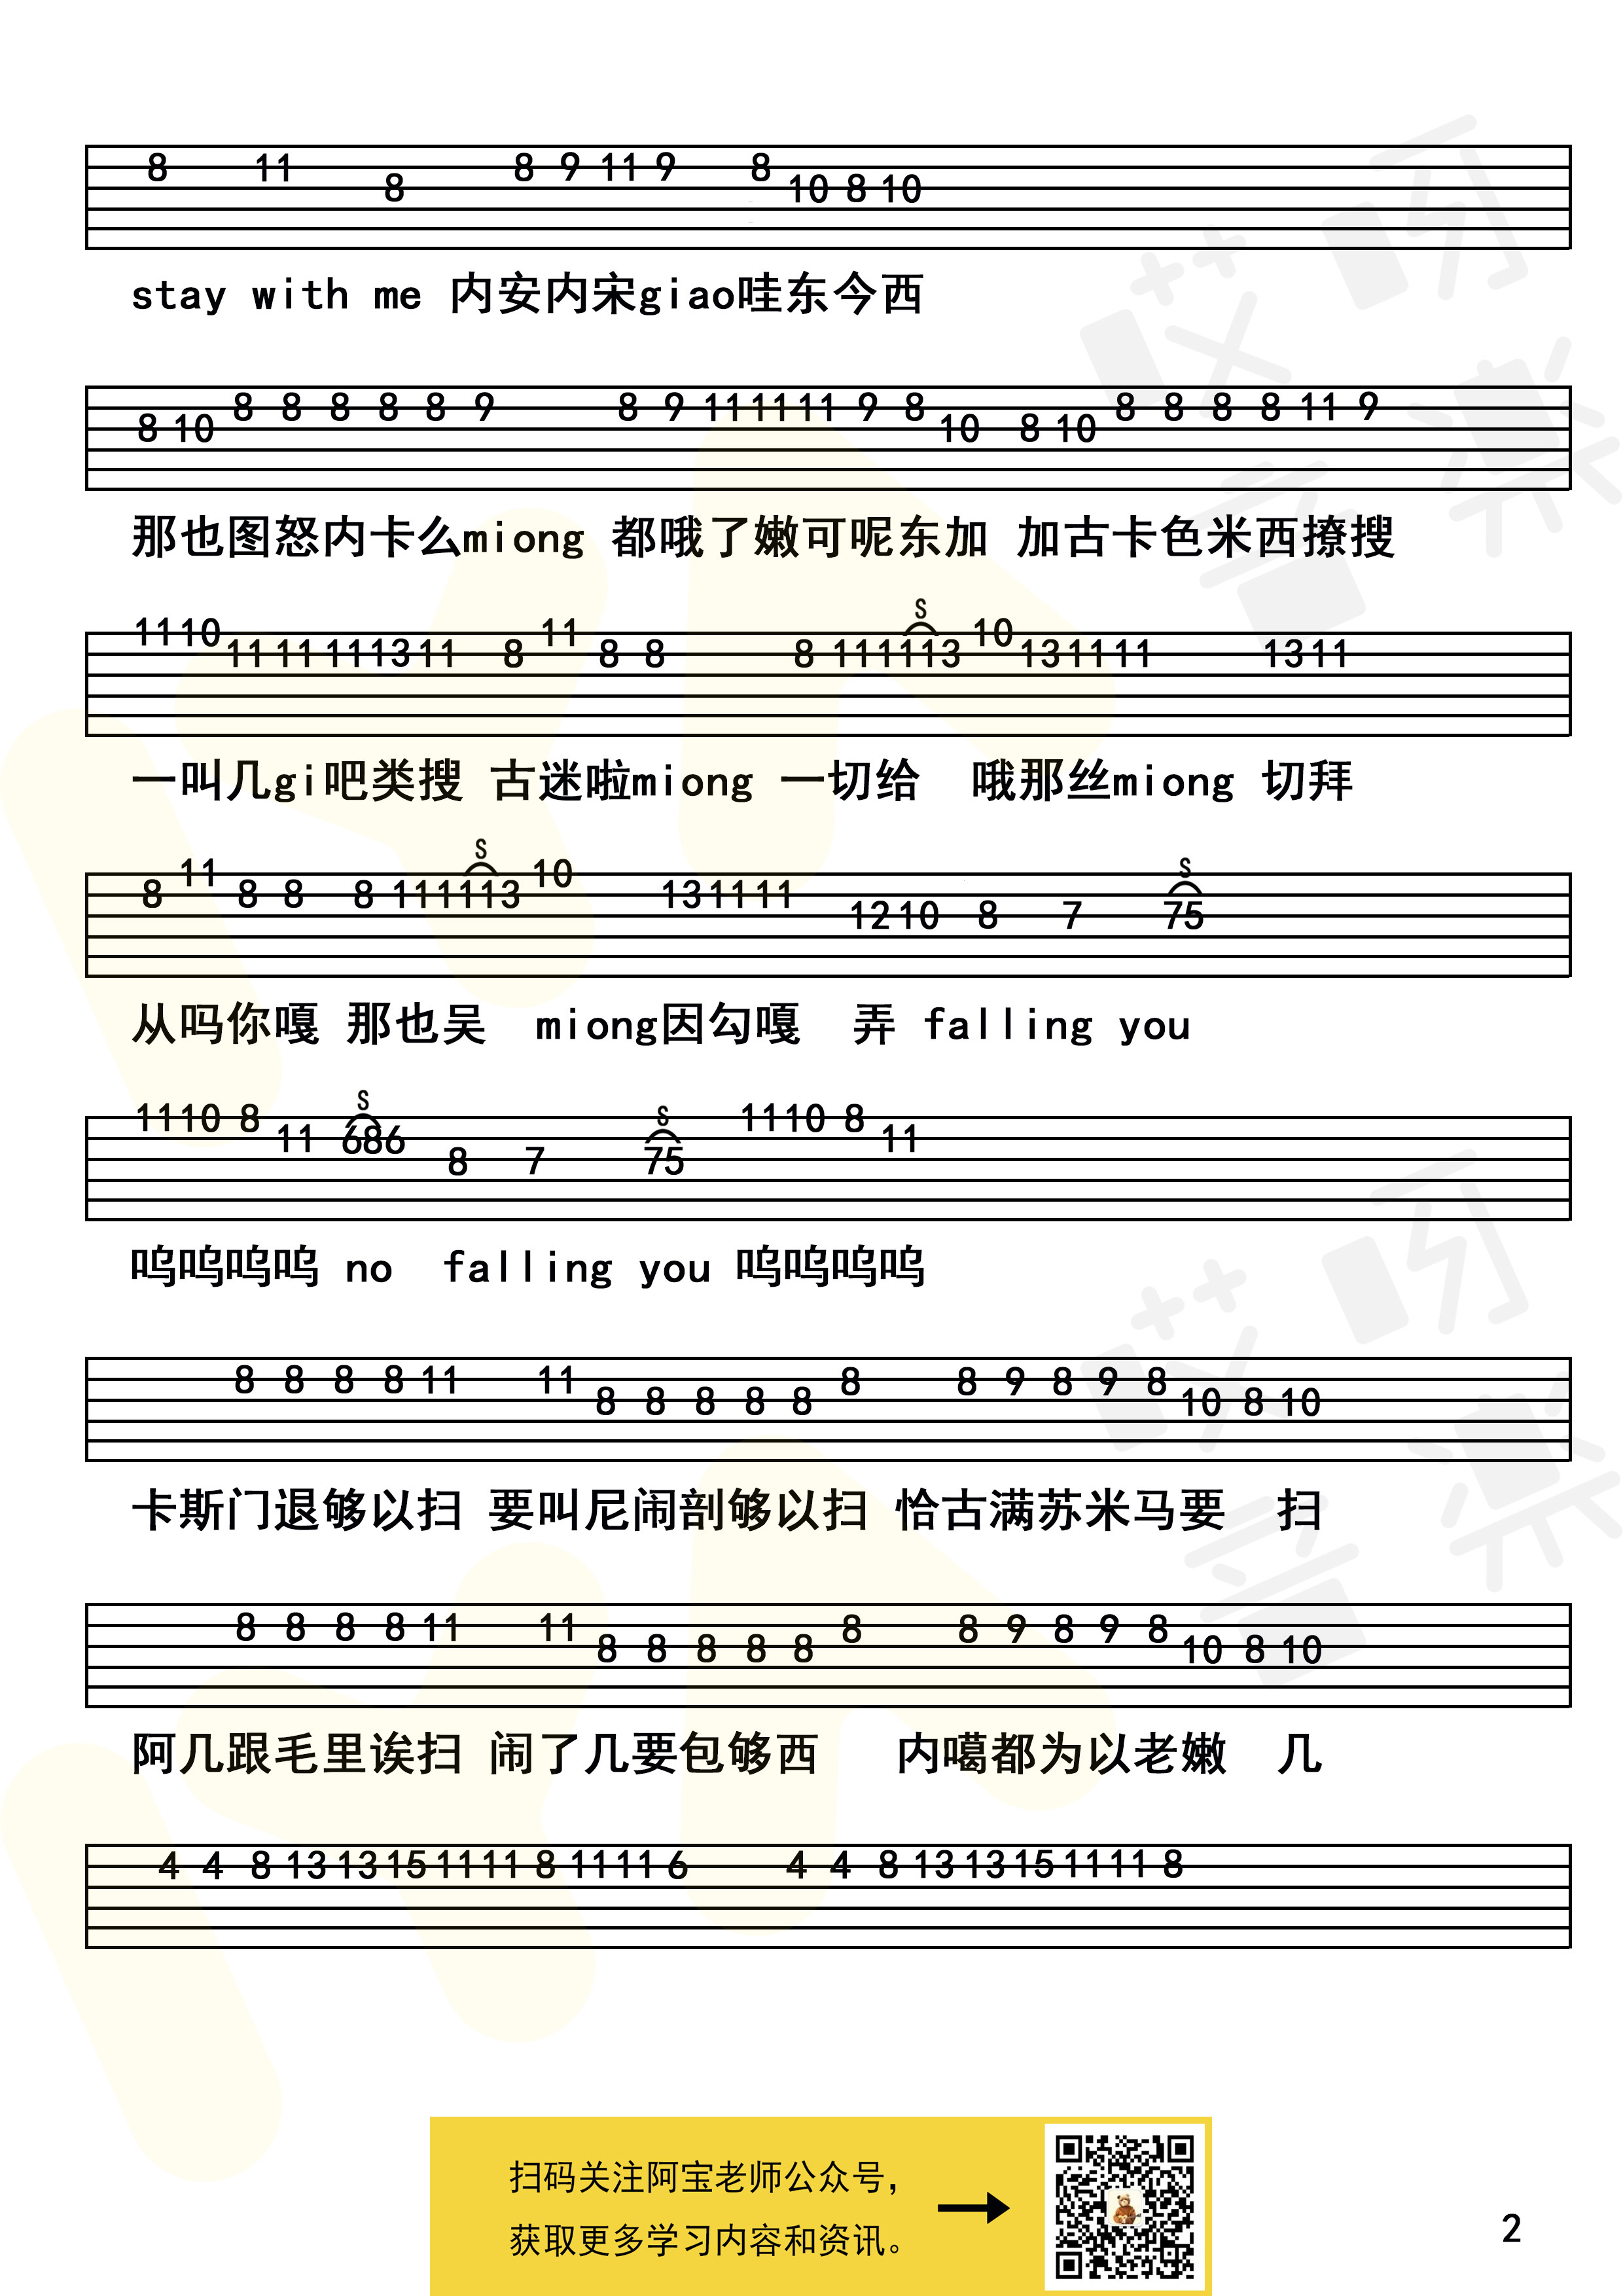 8 11 8 8 9 11 9 8 10 8 10
stay with me 内安内宋giao哇东今西
8 10 8 8 8 8 8 9 8 9 11 11 11 9 8 10 8 10 8 8 8 8 11 9
那也图怒内卡么miong 都哦了嫩可呢东加 加古卡色米西撩搜
S
11 10 11 11 11 13 11 8 11 8 8 8 11 11 13 10 13 11 11 13 11
一叫几gi吧类搜 古迷啦miong 一切给 哦那丝miong 切拜
S S
8 11 8 8 8 11 11 13 10 13 11 11 12 10 8 7 7 5
从吗你嘎 那也吴 miong因勾嘎 弄 falling you
S S
11 10 8 11 6 8 6 8 7 7 5 11 10 8 11
呜呜呜呜 no falling you 呜呜呜呜
8 8 8 8 11 11 8 8 8 8 8 8 8 9 8 9 8 10 8 10
卡斯门退够以扫 要叫尼闹剖够以扫 恰古满苏米马要 扫
8 8 8 8 11 11 8 8 8 8 8 8 8 9 8 9 8 10 8 10
阿几跟毛里诶扫 闹了几要包够西 内噶都为以老嫩 几
4 4 8 13 13 15 11 11 8 11 11 6 4 4 8 13 13 15 11 11 8
扫码关注阿宝老师公众号，
获取更多学习内容和资讯。
2